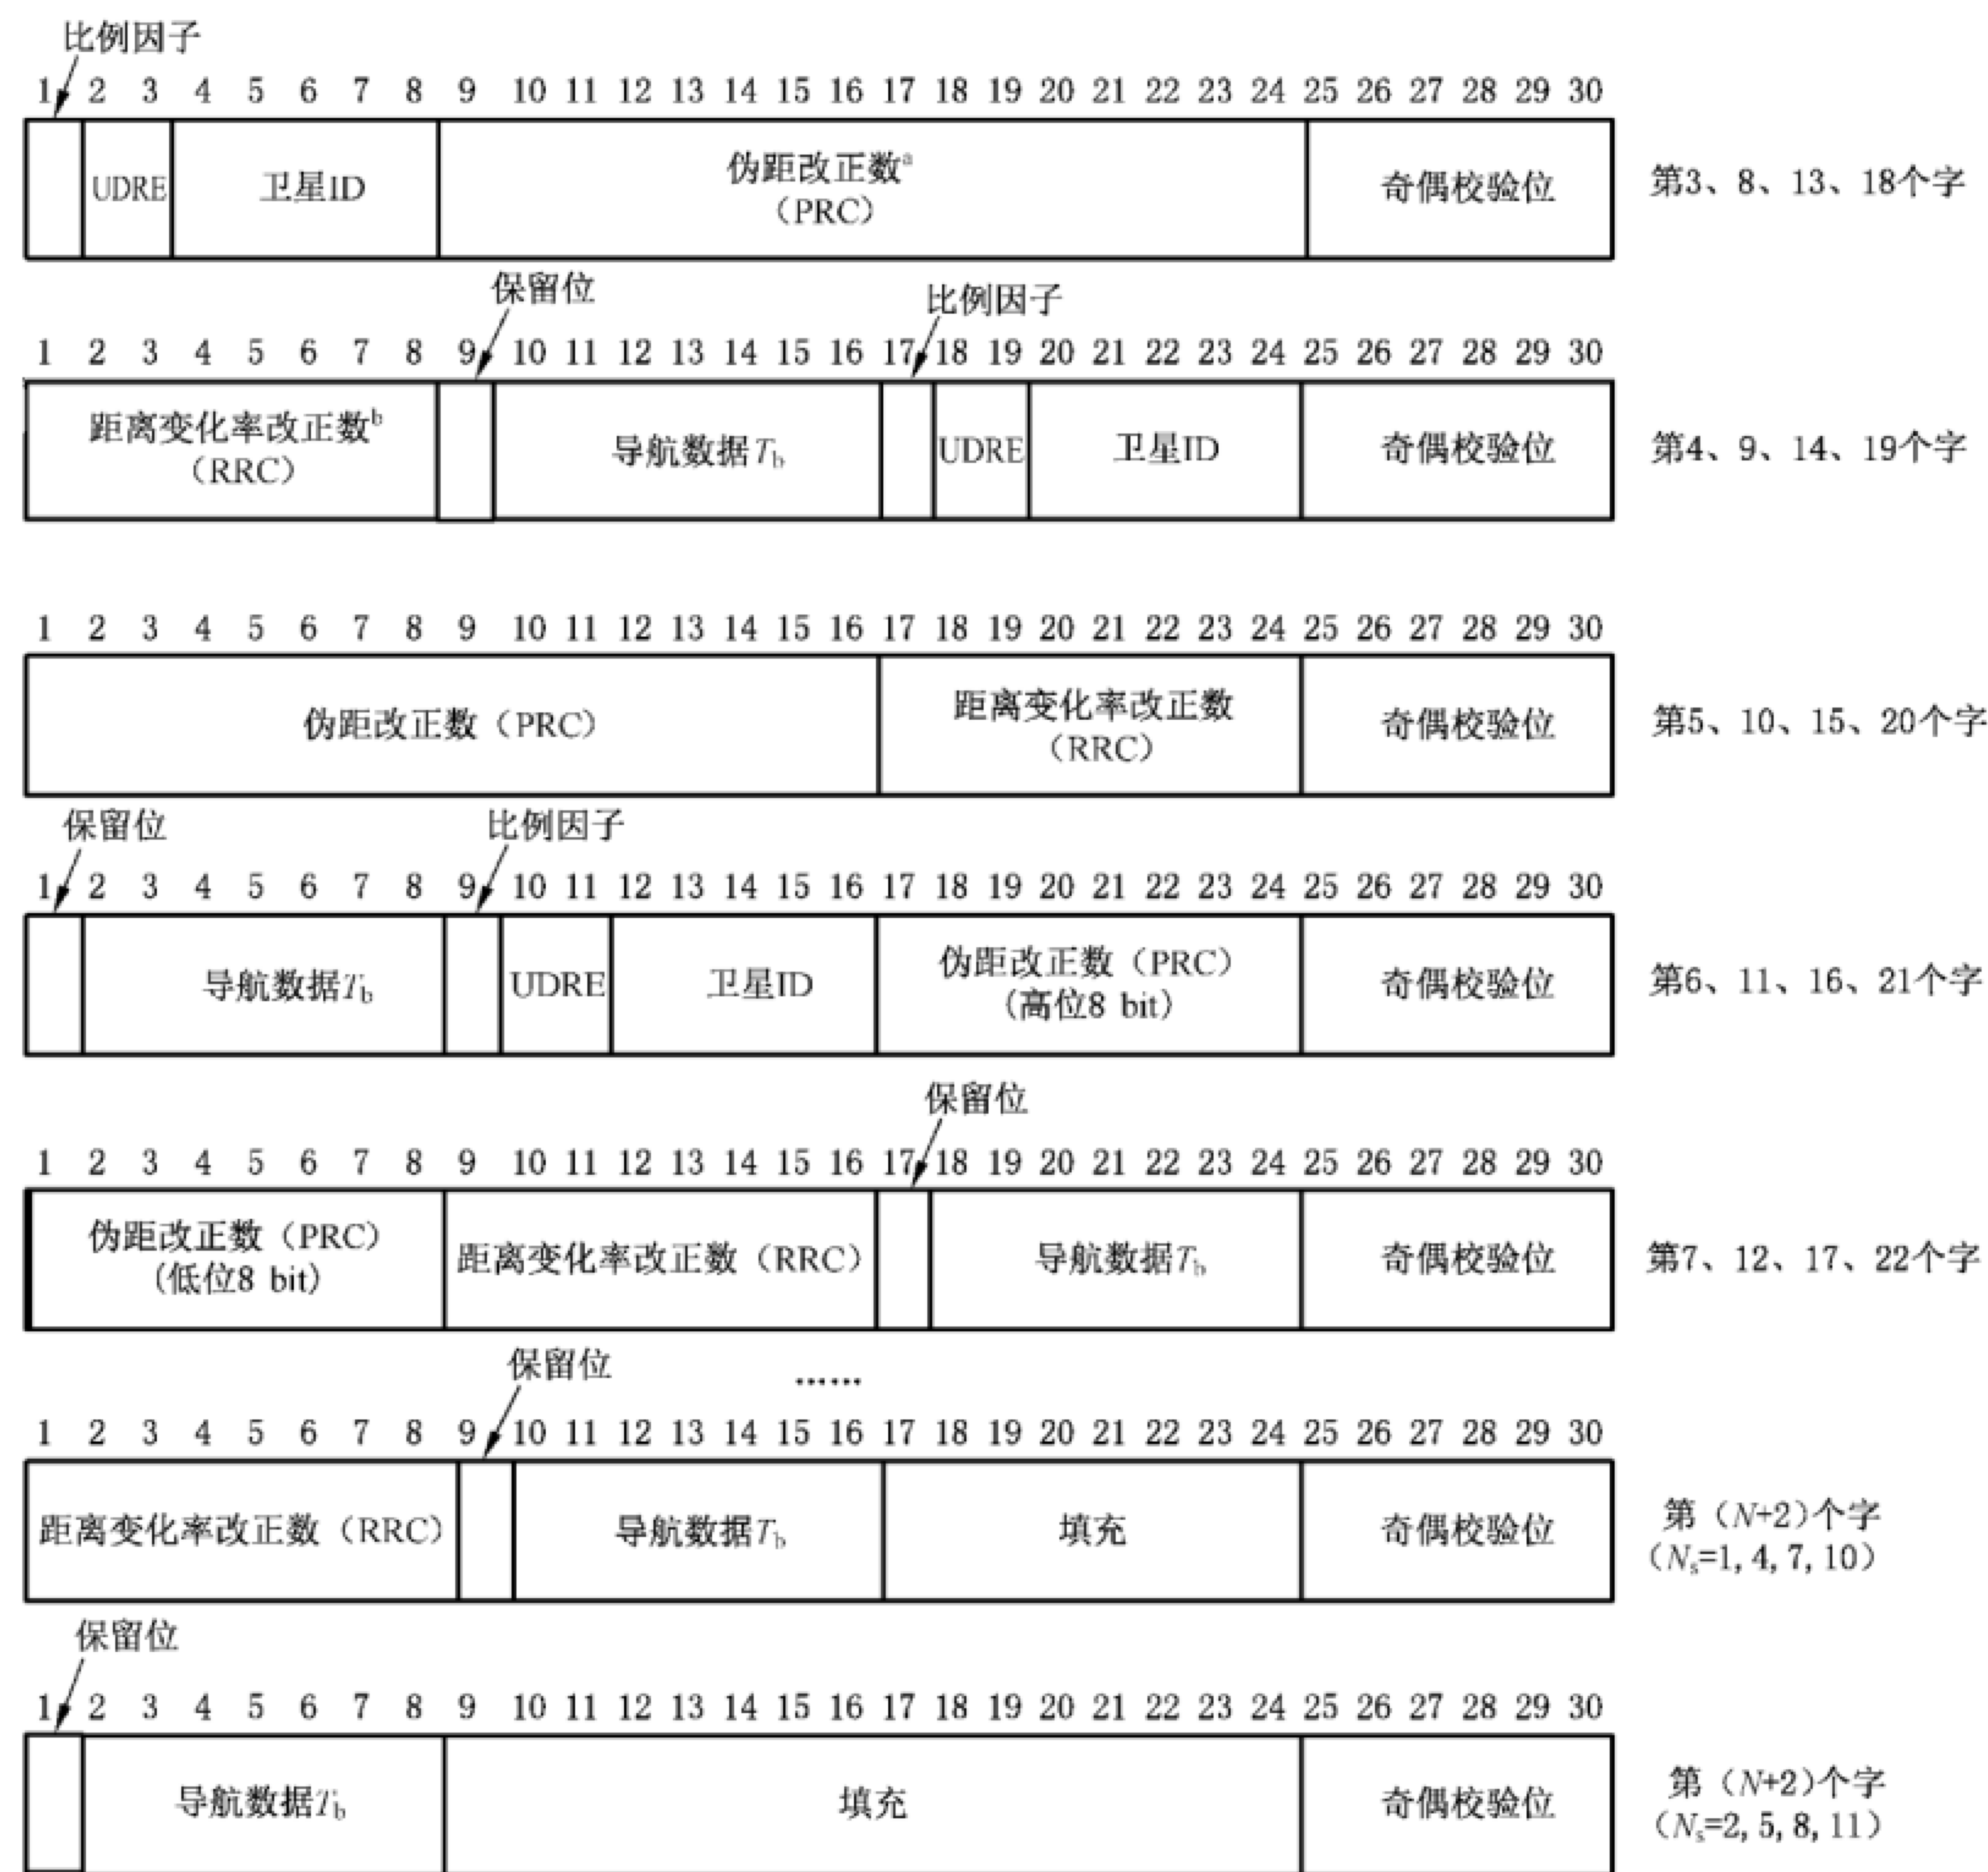 比例因子
1 2 3 4 5 6 7 8 9 10 11 12 13 14 15 16 17 18 19 20 21 22 23 24 25 26 27 28 29 30
UDRE 卫星ID 伪距改正数a 奇偶校验位 第3、8、13、18个字
（PRC）
保留位 比例因子
1 2 3 4 5 6 7 8 9 10 11 12 13 14 15 16 17 18 19 20 21 22 23 24 25 26 27 28 29 30
距离变化率改正数b 导航数据Tb UDRE 卫星ID 奇偶校验位 第4、9、14、19个字
（RRC）
1 2 3 4 5 6 7 8 9 10 11 12 13 14 15 16 17 18 19 20 21 22 23 24 25 26 27 28 29 30
伪距改正数（PRC） 距离变化率改正数 奇偶校验位 第5、10、15、20个字
（RRC）
保留位 比例因子
1 2 3 4 5 6 7 8 9 10 11 12 13 14 15 16 17 18 19 20 21 22 23 24 25 26 27 28 29 30
导航数据Tb UDRE 卫星ID 伪距改正数（PRC） 奇偶校验位 第6、11、16、21个字
(高位8 bit)
保留位
1 2 3 4 5 6 7 8 9 10 11 12 13 14 15 16 17 18 19 20 21 22 23 24 25 26 27 28 29 30
伪距改正数（PRC） 距离变化率改正数（RRC） 导航数据Tb 奇偶校验位 第7、12、17、22个字
(低位8 bit)
保留位 ……
1 2 3 4 5 6 7 8 9 10 11 12 13 14 15 16 17 18 19 20 21 22 23 24 25 26 27 28 29 30
距离变化率改正数（RRC） 导航数据Tb 填充 奇偶校验位 第（N+2)个字
（Ns=1, 4, 7, 10）
保留位
1 2 3 4 5 6 7 8 9 10 11 12 13 14 15 16 17 18 19 20 21 22 23 24 25 26 27 28 29 30
导航数据Tb 填充 奇偶校验位 第（N+2)个字
（Ns=2, 5, 8, 11）